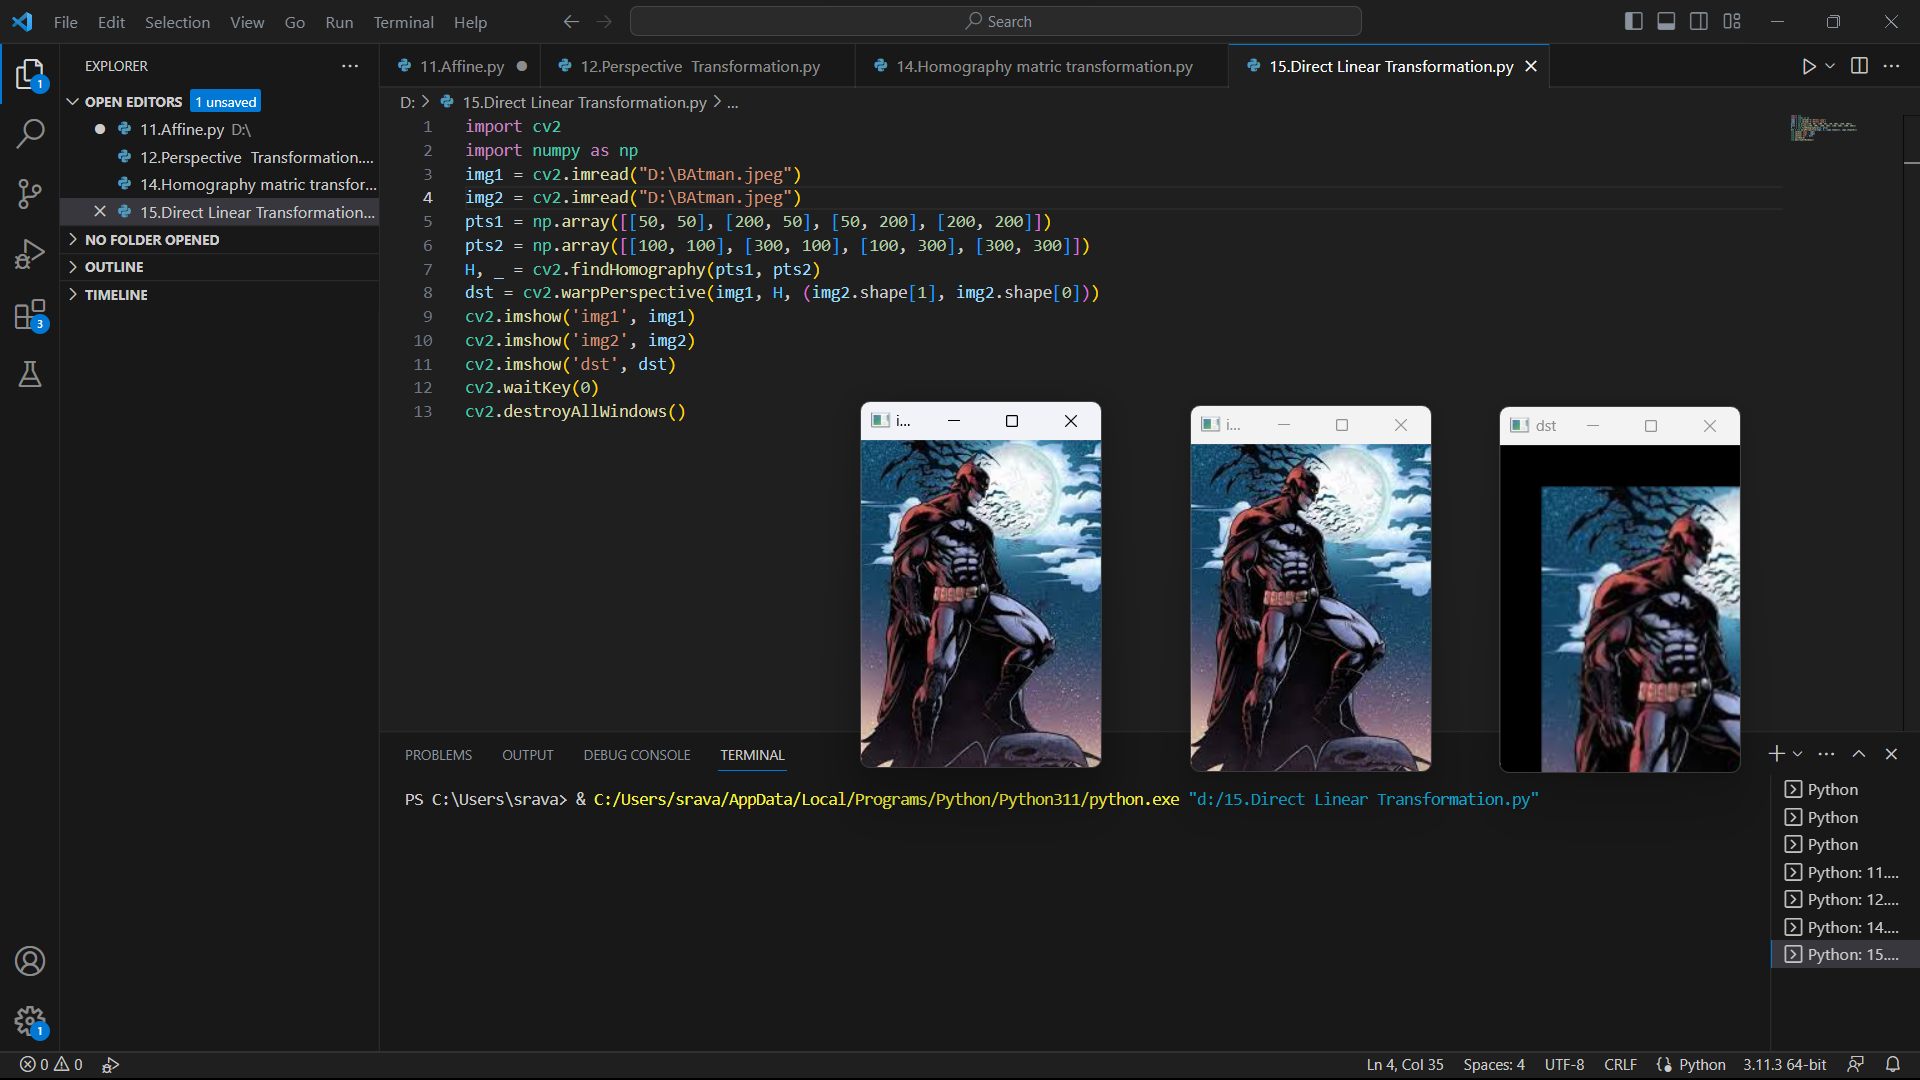 File Edit Selection View Go Run Terminal Help
Search
EXPLORER
OPEN EDITORS 1 unsaved
11.Affine.py D:\
12.Perspective Transformation....
14.Homography matric transfor...
15.Direct Linear Transformation...
NO FOLDER OPENED
OUTLINE
TIMELINE
1
3
1
11.Affine.py
12.Perspective Transformation.py
14.Homography matric transformation.py
15.Direct Linear Transformation.py
D: > 15.Direct Linear Transformation.py > ...
1 import cv2
2 import numpy as np
3 img1 = cv2.imread("D:\BAtman.jpeg")
4 img2 = cv2.imread("D:\BAtman.jpeg")
5 pts1 = np.array([[50, 50], [200, 50], [50, 200], [200, 200]])
6 pts2 = np.array([[100, 100], [300, 100], [100, 300], [300, 300]])
7 H, _ = cv2.findHomography(pts1, pts2)
8 dst = cv2.warpPerspective(img1, H, (img2.shape[1], img2.shape[0]))
9 cv2.imshow('img1', img1)
10 cv2.imshow('img2', img2)
11 cv2.imshow('dst', dst)
12 cv2.waitKey(0)
13 cv2.destroyAllWindows()
i...
i...
dst
PROBLEMS OUTPUT DEBUG CONSOLE TERMINAL
PS C:\Users\srava> & C:/Users/srava/AppData/Local/Programs/Python/Python311/python.exe "d:/15.Direct Linear Transformation.py"
Python
Python
Python
Python: 11....
Python: 12....
Python: 14....
Python: 15....
0 0
Ln 4, Col 35 Spaces: 4 UTF-8 CRLF Python 3.11.3 64-bit